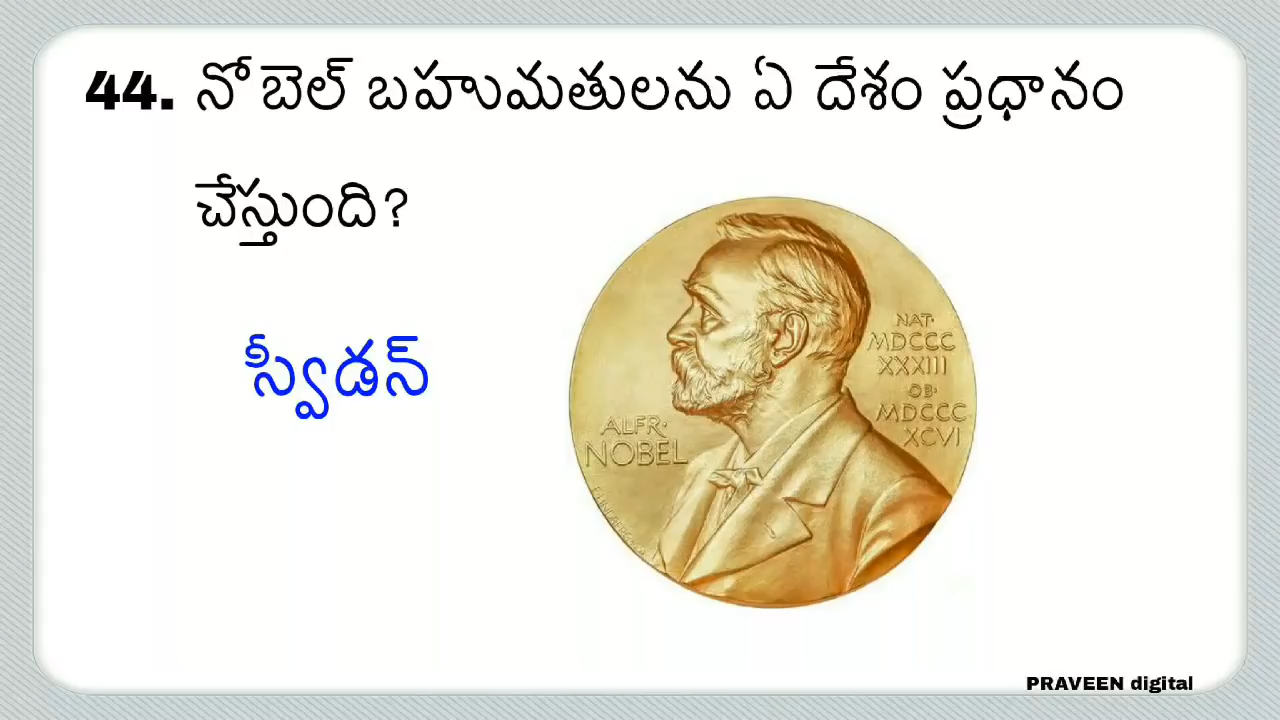 44. నోబెల్ బహుమతులను ఏ దేశం ప్రధానం
చేస్తుంది?
స్వీడన్
NAT·
MDCCC
XXXIII
OB·
MDCCC
XCVI
ALFR·
NOBEL
PRAVEEN digital